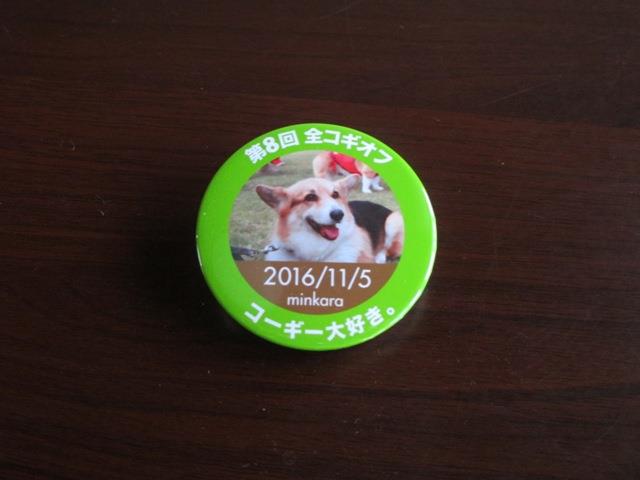 第8回 全コギオフ
2016/11/5
minkara
コーギー大好き。